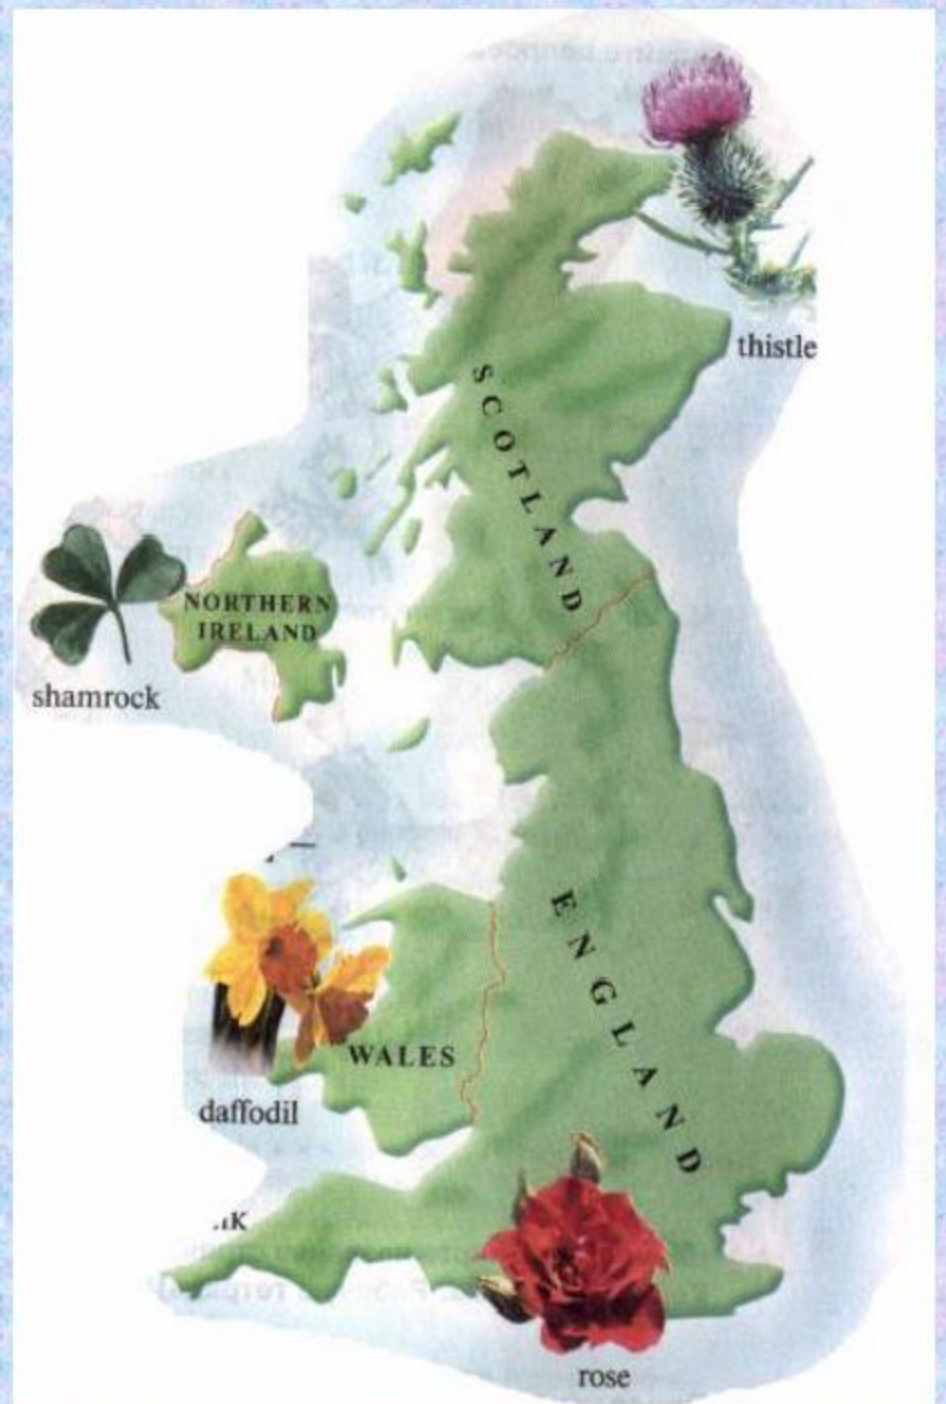 thistle
SCOTLAND
NORTHERN
IRELAND
shamrock
WALES
daffodil
ENGLAND
rose